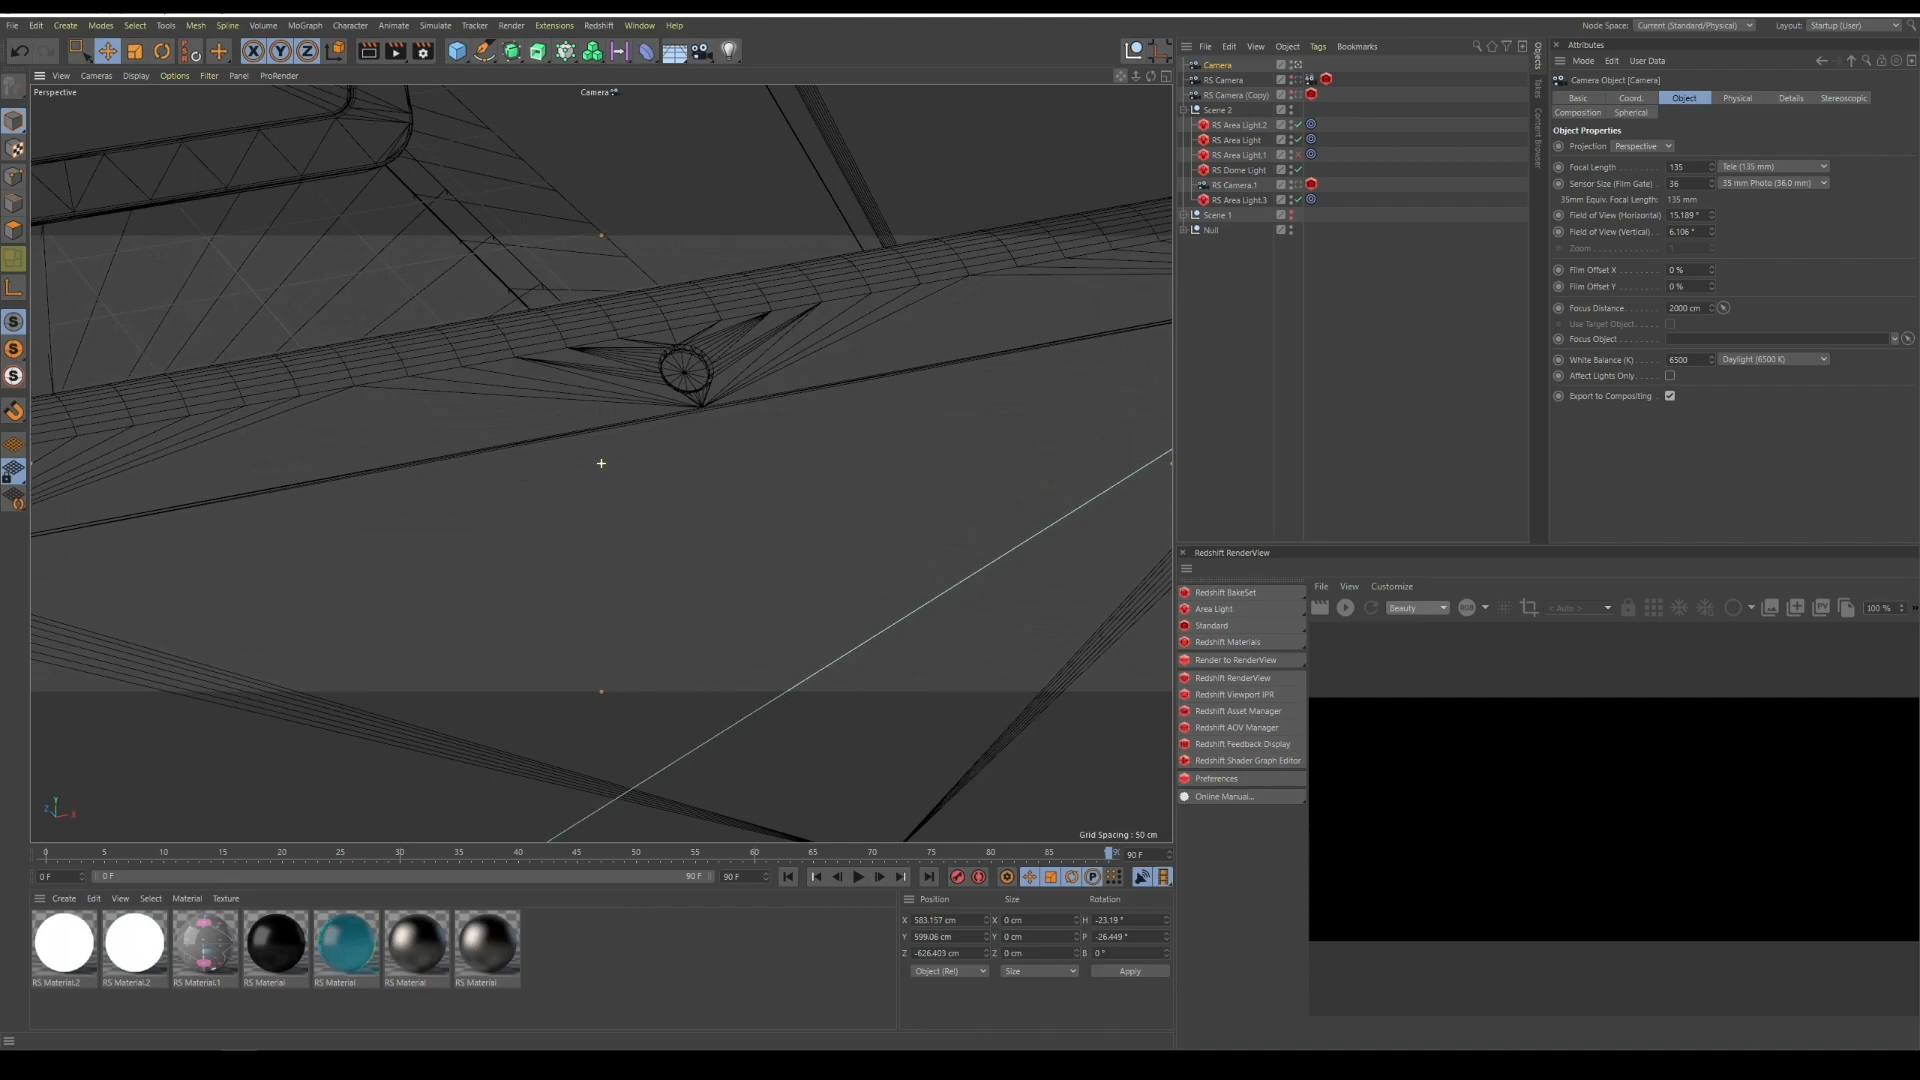 File Edit Create Modes Select Tools Mesh Spline Volume MoGraph Character Animate Simulate Tracker Render Extensions Redshift Window Help
Node Space: Current (Standard/Physical) Layout: Startup (User)
View Cameras Display Options Filter Panel ProRender
Perspective
Camera
Grid Spacing : 50 cm
File Edit View Object Tags Bookmarks
Camera
RS Camera
RS Camera (Copy)
Scene 2
RS Area Light.2
RS Area Light
RS Area Light.1
RS Dome Light
RS Camera.1
RS Area Light.3
Scene 1
Null
Objects
Takes
Content Browser
Attributes
Mode Edit User Data
Camera Object [Camera]
Basic Coord. Object Physical Details Stereoscopic
Composition Spherical
Object Properties
Projection Perspective
Focal Length 135 Tele (135 mm)
Sensor Size (Film Gate) 36 35 mm Photo (36.0 mm)
35mm Equiv. Focal Length: 135 mm
Field of View (Horizontal) 15.189 °
Field of View (Vertical) 6.106 °
Zoom 1
Film Offset X 0 %
Film Offset Y 0 %
Focus Distance 2000 cm
Use Target Object
Focus Object
White Balance (K) 6500 Daylight (6500 K)
Affect Lights Only
Export to Compositing
Redshift RenderView
File View Customize
Beauty RGB < Auto > PV 100 %
Redshift BakeSet
Area Light
Standard
Redshift Materials
Render to RenderView
Redshift RenderView
Redshift Viewport IPR
Redshift Asset Manager
Redshift AOV Manager
Redshift Feedback Display
Redshift Shader Graph Editor
Preferences
Online Manual...
0 5 10 15 20 25 30 35 40 45 50 55 60 65 70 75 80 85 90 F
0 F 0 F 90 F 90 F
Create Edit View Select Material Texture
RS Material.2 RS Material.2 RS Material.1 RS Material RS Material RS Material RS Material
Position Size Rotation
X 583.157 cm X 0 cm H -23.19 °
Y 599.06 cm Y 0 cm P -26.449 °
Z -626.403 cm Z 0 cm B 0 °
Object (Rel) Size Apply